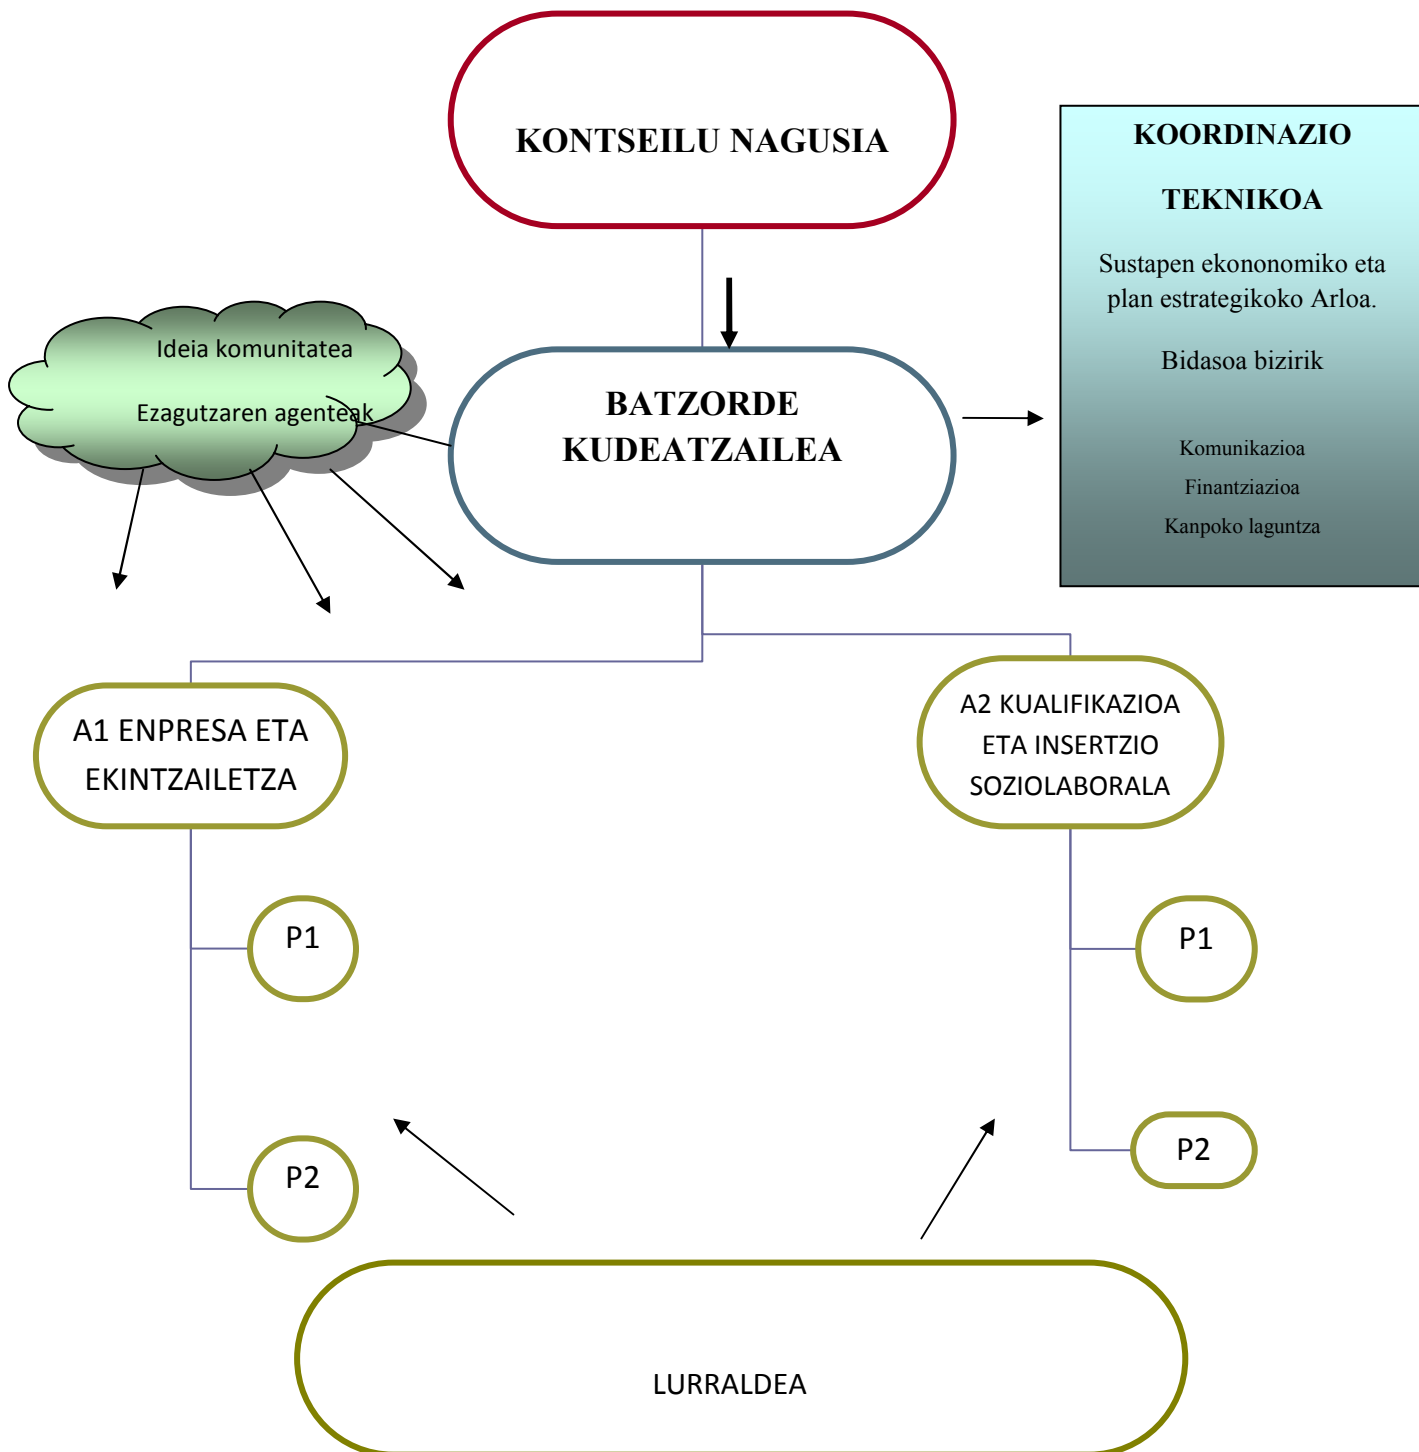 KONTSEILU NAGUSIA
KOORDINAZIO
TEKNIKOA
Sustapen ekononomiko eta
plan estrategikoko Arloa.
Bidasoa bizirik
Komunikazioa
Finantziazioa
Kanpoko laguntza
Ideia komunitatea
Ezagutzaren agenteak
BATZORDE
KUDEATZAILEA
A1 ENPRESA ETA
EKINTZAILETZA
A2 KUALIFIKAZIOA
ETA INSERTZIO
SOZIOLABORALA
P1
P1
P2
P2
LURRALDEA